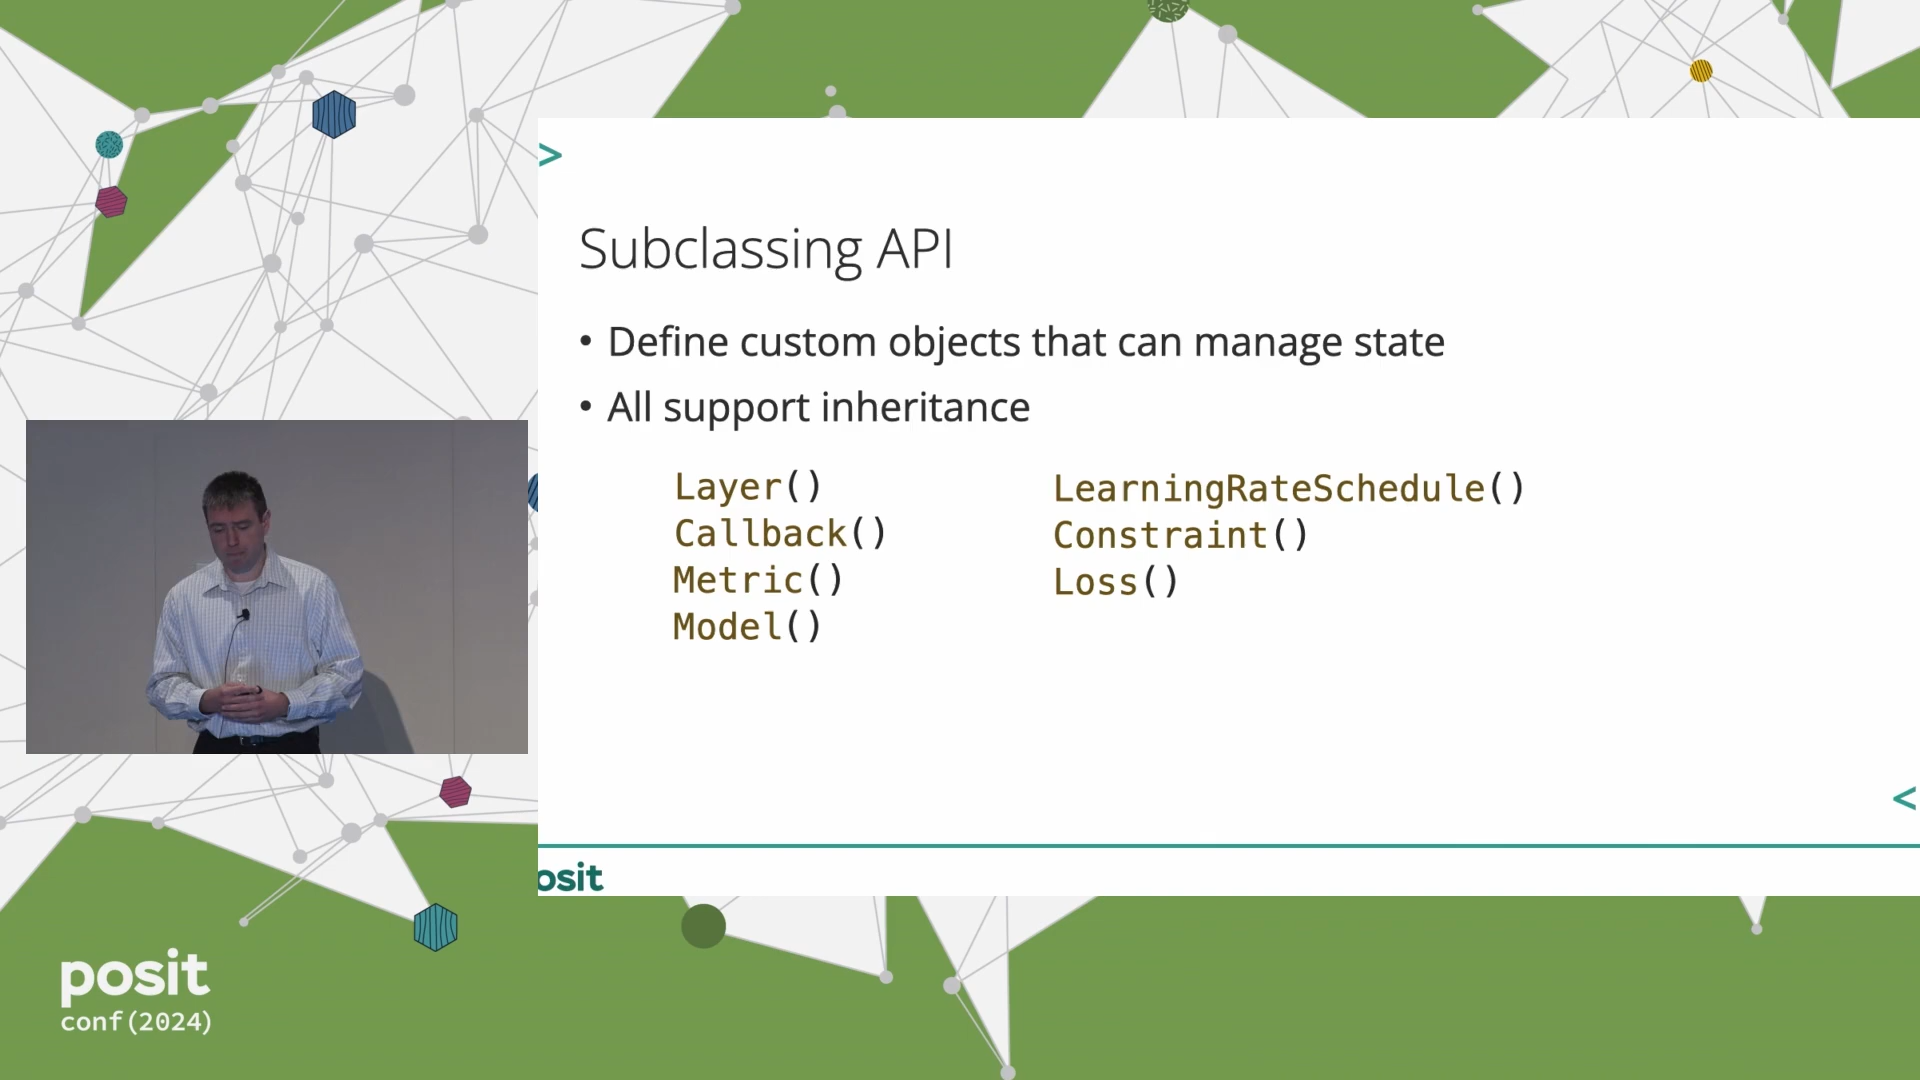 >
Subclassing API
• Define custom objects that can manage state
• All support inheritance
Layer()
Callback()
Metric()
Model()
LearningRateSchedule()
Constraint()
Loss()
<
osit
posit
conf(2024)